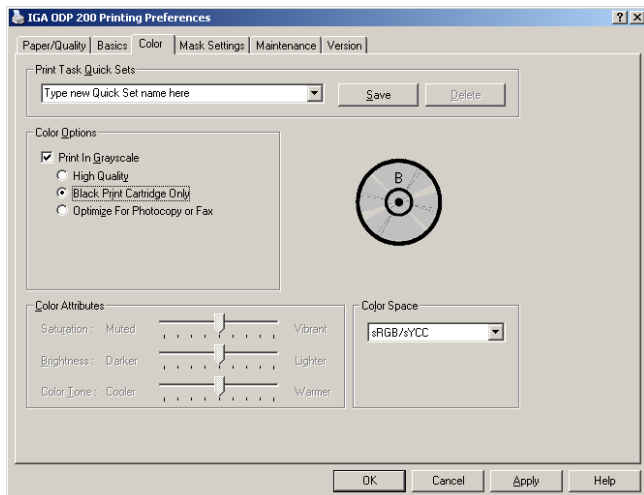 IGA ODP 200 Printing Preferences
Paper/Quality Basics Color Mask Settings Maintenance Version
Print Task Quick Sets
Type new Quick Set name here Save Delete
Color Options
Print In Grayscale
High Quality
Black Print Cartridge Only
Optimize For Photocopy or Fax
B
Color Attributes
Saturation : Muted Vibrant
Brightness : Darker Lighter
Color Tone : Cooler Warmer
Color Space
sRGB/sYCC
OK Cancel Apply Help